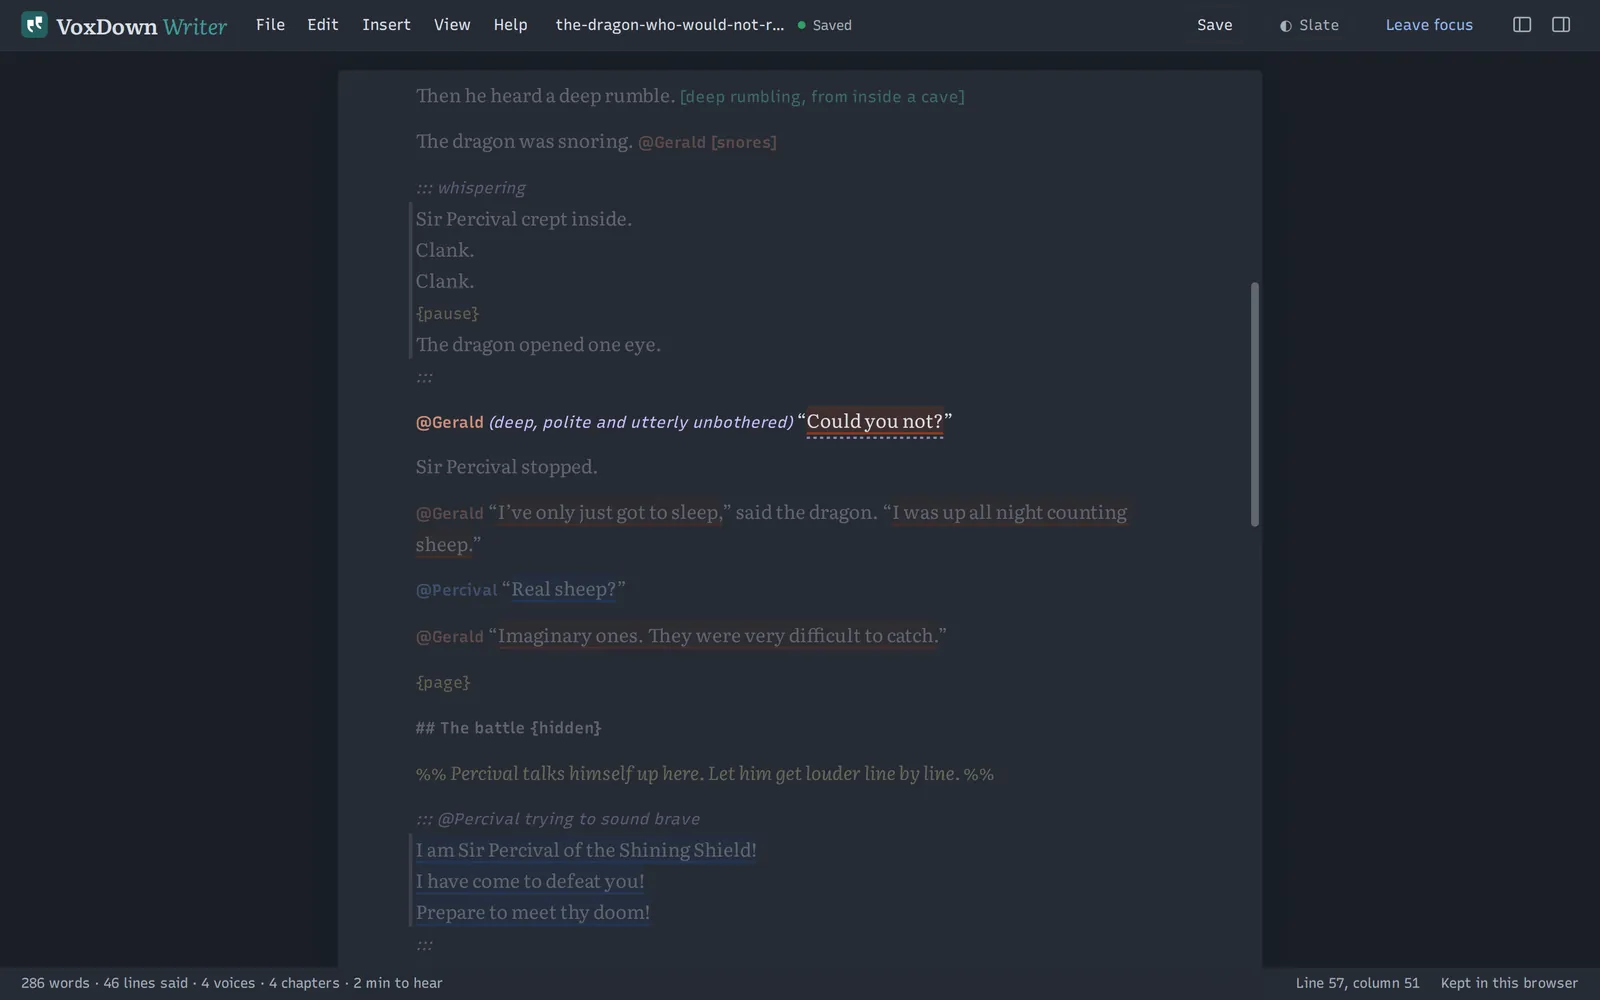 VoxDown Writer File Edit Insert View Help the-dragon-who-would-not-r... Saved Save Slate Leave focus
Then he heard a deep rumble. [deep rumbling, from inside a cave]
The dragon was snoring. @Gerald [snores]
::: whispering
Sir Percival crept inside.
Clank.
Clank.
{pause}
The dragon opened one eye.
:::
@Gerald (deep, polite and utterly unbothered) “Could you not?”
Sir Percival stopped.
@Gerald “I’ve only just got to sleep,” said the dragon. “I was up all night counting
sheep.”
@Percival “Real sheep?”
@Gerald “Imaginary ones. They were very difficult to catch.”
{page}
## The battle {hidden}
%% Percival talks himself up here. Let him get louder line by line. %%
::: @Percival trying to sound brave
I am Sir Percival of the Shining Shield!
I have come to defeat you!
Prepare to meet thy doom!
:::
286 words · 46 lines said · 4 voices · 4 chapters · 2 min to hear Line 57, column 51 Kept in this browser